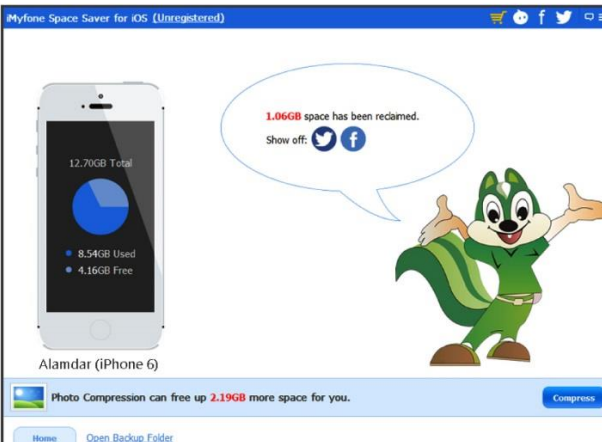 iMyfone Space Saver for iOS (Unregistered)
1.06GB space has been reclaimed.
Show off:
12.70GB Total
8.54GB Used
4.16GB Free
Alamdar (iPhone 6)
Photo Compression can free up 2.19GB more space for you.
Compress
Home
Open Backup Folder